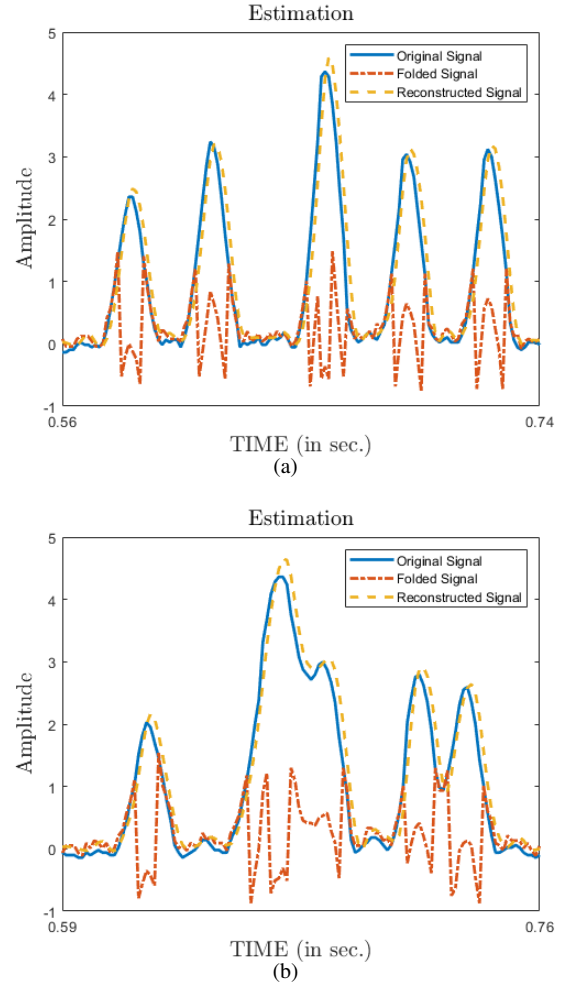 Estimation
5
Original Signal
Folded Signal
Reconstructed Signal
4
3
2
1
0
-1
Amplitude
0.56
0.74
TIME (in sec.)
(a)
Estimation
5
Original Signal
Folded Signal
Reconstructed Signal
4
3
2
1
0
-1
Amplitude
0.59
0.76
TIME (in sec.)
(b)